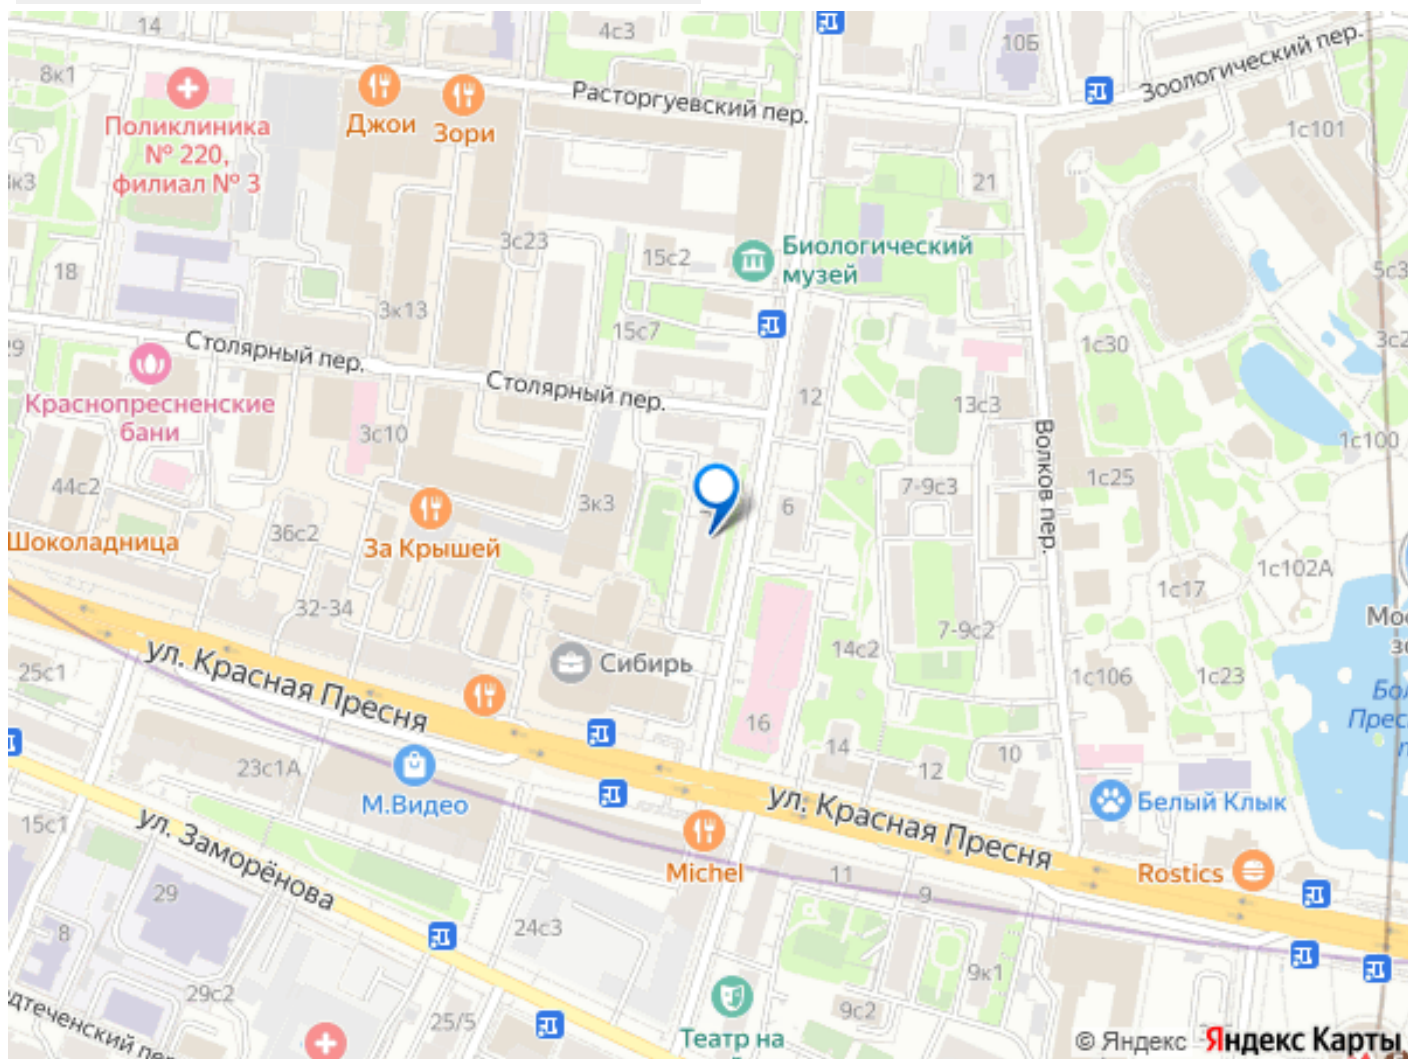 14
4с3
10Б
Зоологический пер.
8к1
Джои
Зори
Расторгуевский пер.
Поликлиника
№ 220,
филиал № 3
1с101
21
3с23
15с2
Биологический
музей
18
5с3
3к13
15с7
Столярный пер.
1с30
29
Столярный пер.
12
13с3
Краснопресненские
бани
3с10
Волков пер.
1с100
44с2
3к3
7-9с3
1с25
6
36с2
Шоколадница
За Крышей
1с102А
1с17
32-34
7-9с2
14с2
ул. Красная Пресня
Сибирь
25с1
1с106
1с23
16
14
10
12
23с1А
М.Видео
ул. Красная Пресня
Белый Клык
15с1
ул. Заморёнова
Michel
Rostics
11
9
29
24с3
8
9к1
29с2
9с2
25/5
Театр на
© Яндекс Яндекс Карты